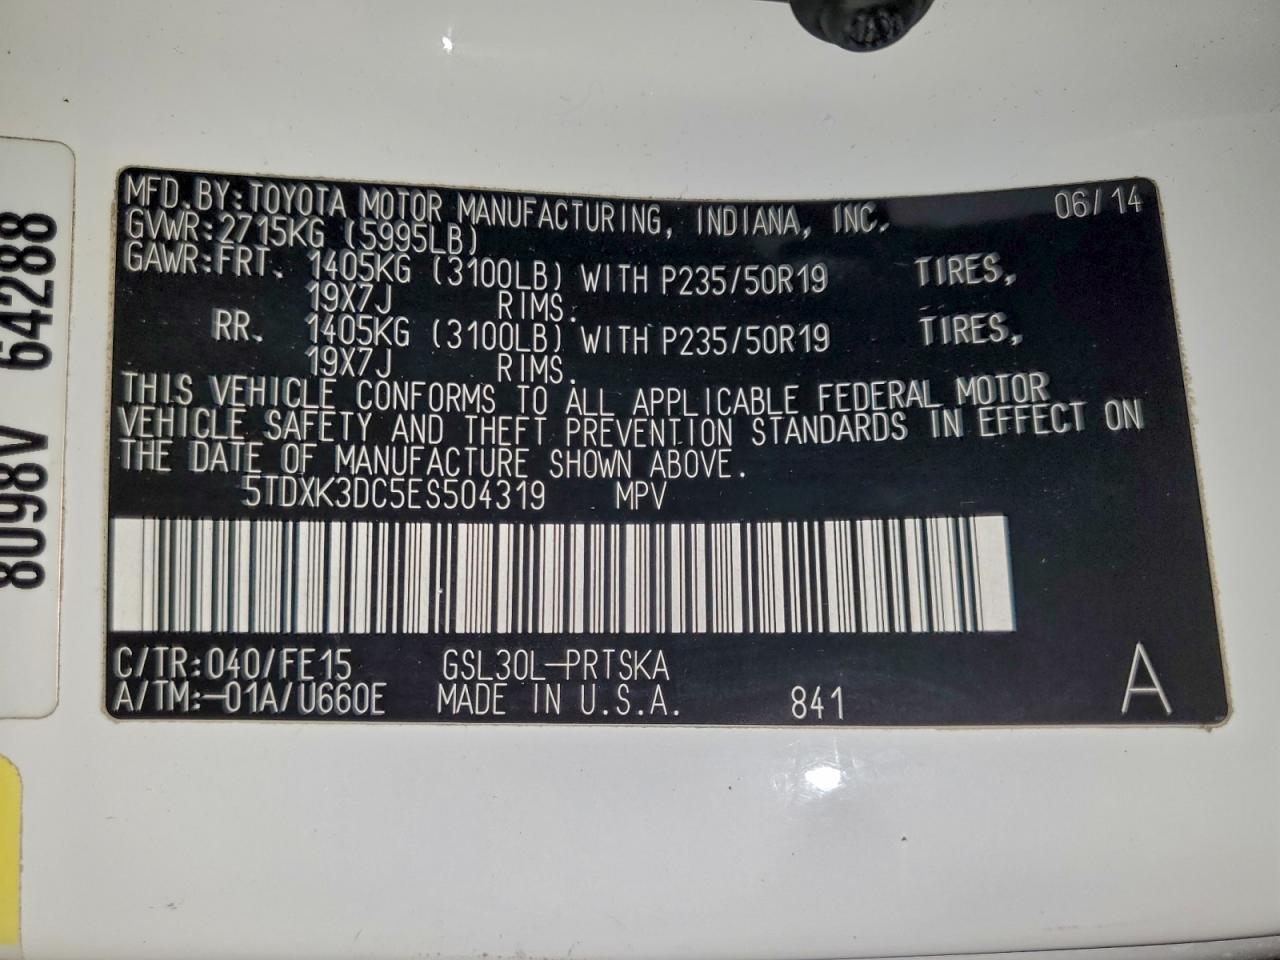 MFD.BY:TOYOTA MOTOR MANUFACTURING, INDIANA, INC. 06/14
GVWR:2715KG (5995LB)
GAWR:FRT. 1405KG (3100LB) WITH P235/50R19 TIRES,
19X7J RIMS.
RR. 1405KG (3100LB) WITH P235/50R19 TIRES,
19X7J RIMS.
THIS VEHICLE CONFORMS TO ALL APPLICABLE FEDERAL MOTOR
VEHICLE SAFETY AND THEFT PREVENTION STANDARDS IN EFFECT ON
THE DATE OF MANUFACTURE SHOWN ABOVE.
5TDXK3DC5ES504319 MPV
C/TR:040/FE15 GSL30L-PRTSKA
A/TM:-01A/U660E MADE IN U.S.A. 841 A
8098V 64288